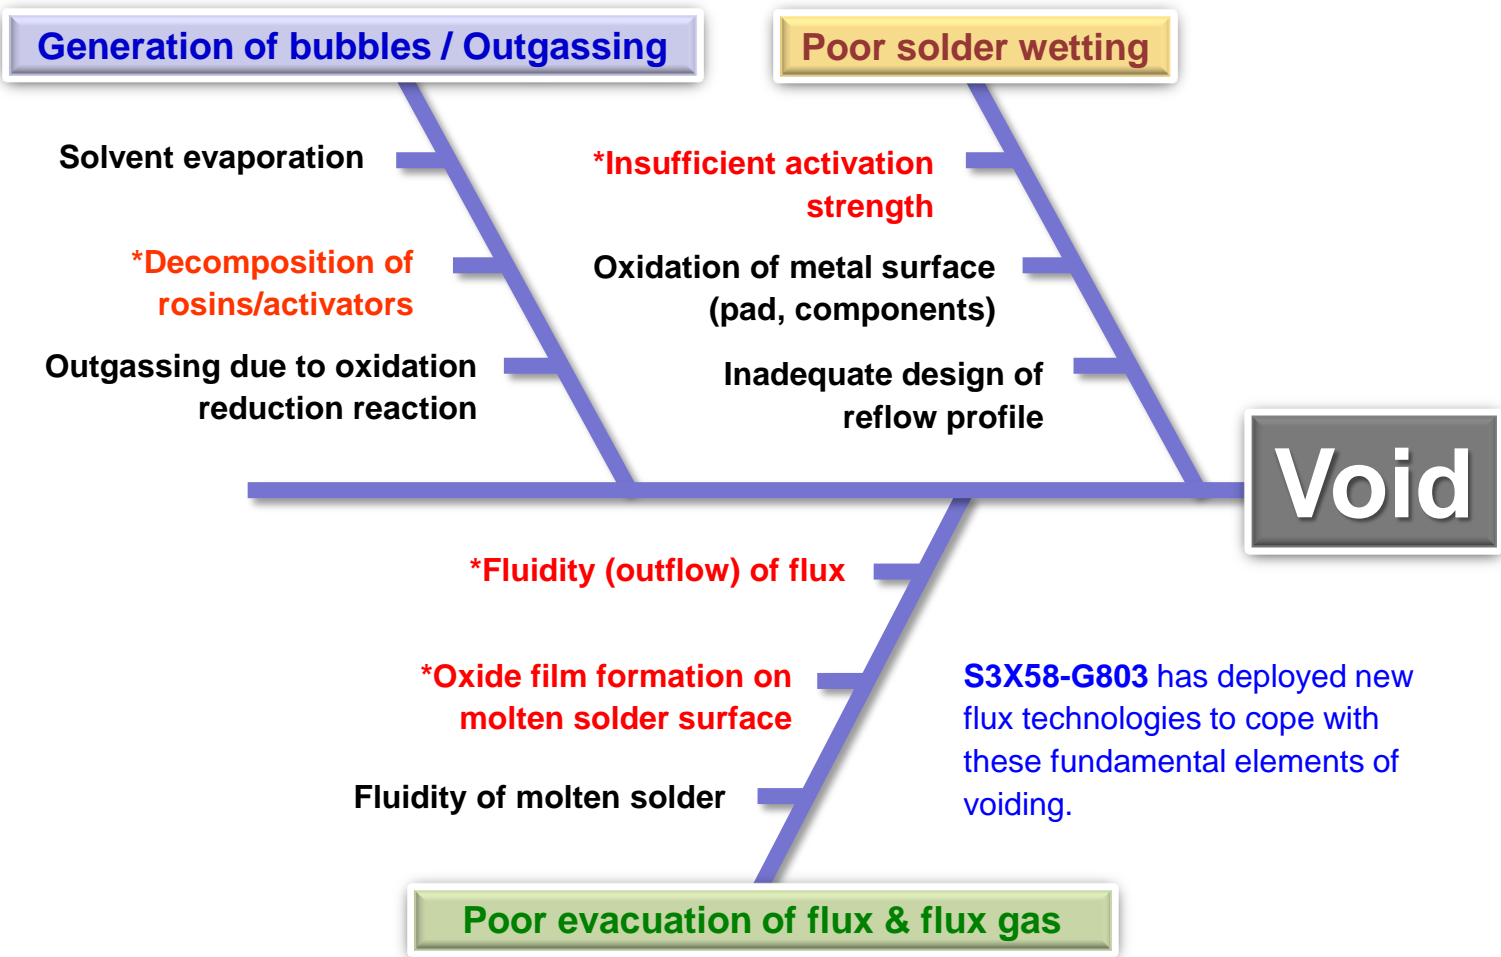 Generation of bubbles / Outgassing
Poor solder wetting
Solvent evaporation
*Decomposition of
rosins/activators
Outgassing due to oxidation
reduction reaction
*Insufficient activation
strength
Oxidation of metal surface
(pad, components)
Inadequate design of
reflow profile
Void
*Fluidity (outflow) of flux
*Oxide film formation on
molten solder surface
Fluidity of molten solder
S3X58-G803 has deployed new
flux technologies to cope with
these fundamental elements of
voiding.
Poor evacuation of flux & flux gas